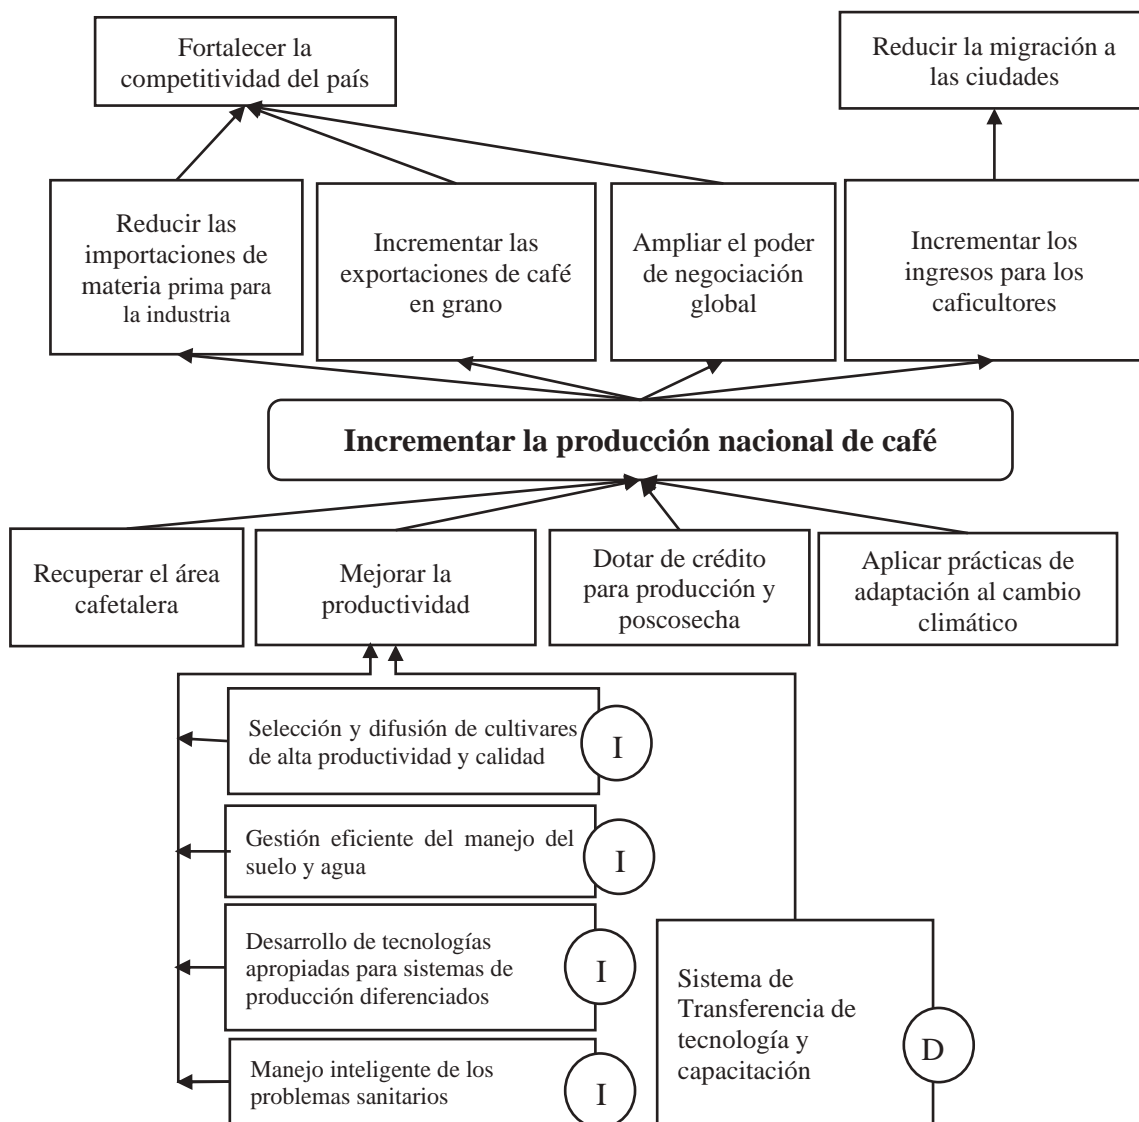 Fortalecer la
competitividad del país
Reducir la migración a
las ciudades
Reducir las
importaciones de
materia prima para
la industria
Incrementar las
exportaciones de café
en grano
Ampliar el poder
de negociación
global
Incrementar los
ingresos para los
caficultores
Incrementar la producción nacional de café
Recuperar el área
cafetalera
Mejorar la
productividad
Dotar de crédito
para producción y
poscosecha
Aplicar prácticas de
adaptación al cambio
climático
Selección y difusión de cultivares
de alta productividad y calidad
I
Gestión eficiente del manejo del
suelo y agua
I
Desarrollo de tecnologías
apropiadas para sistemas de
producción diferenciados
I
Manejo inteligente de los
problemas sanitarios
I
Sistema de
Transferencia de
tecnología y
capacitación
D